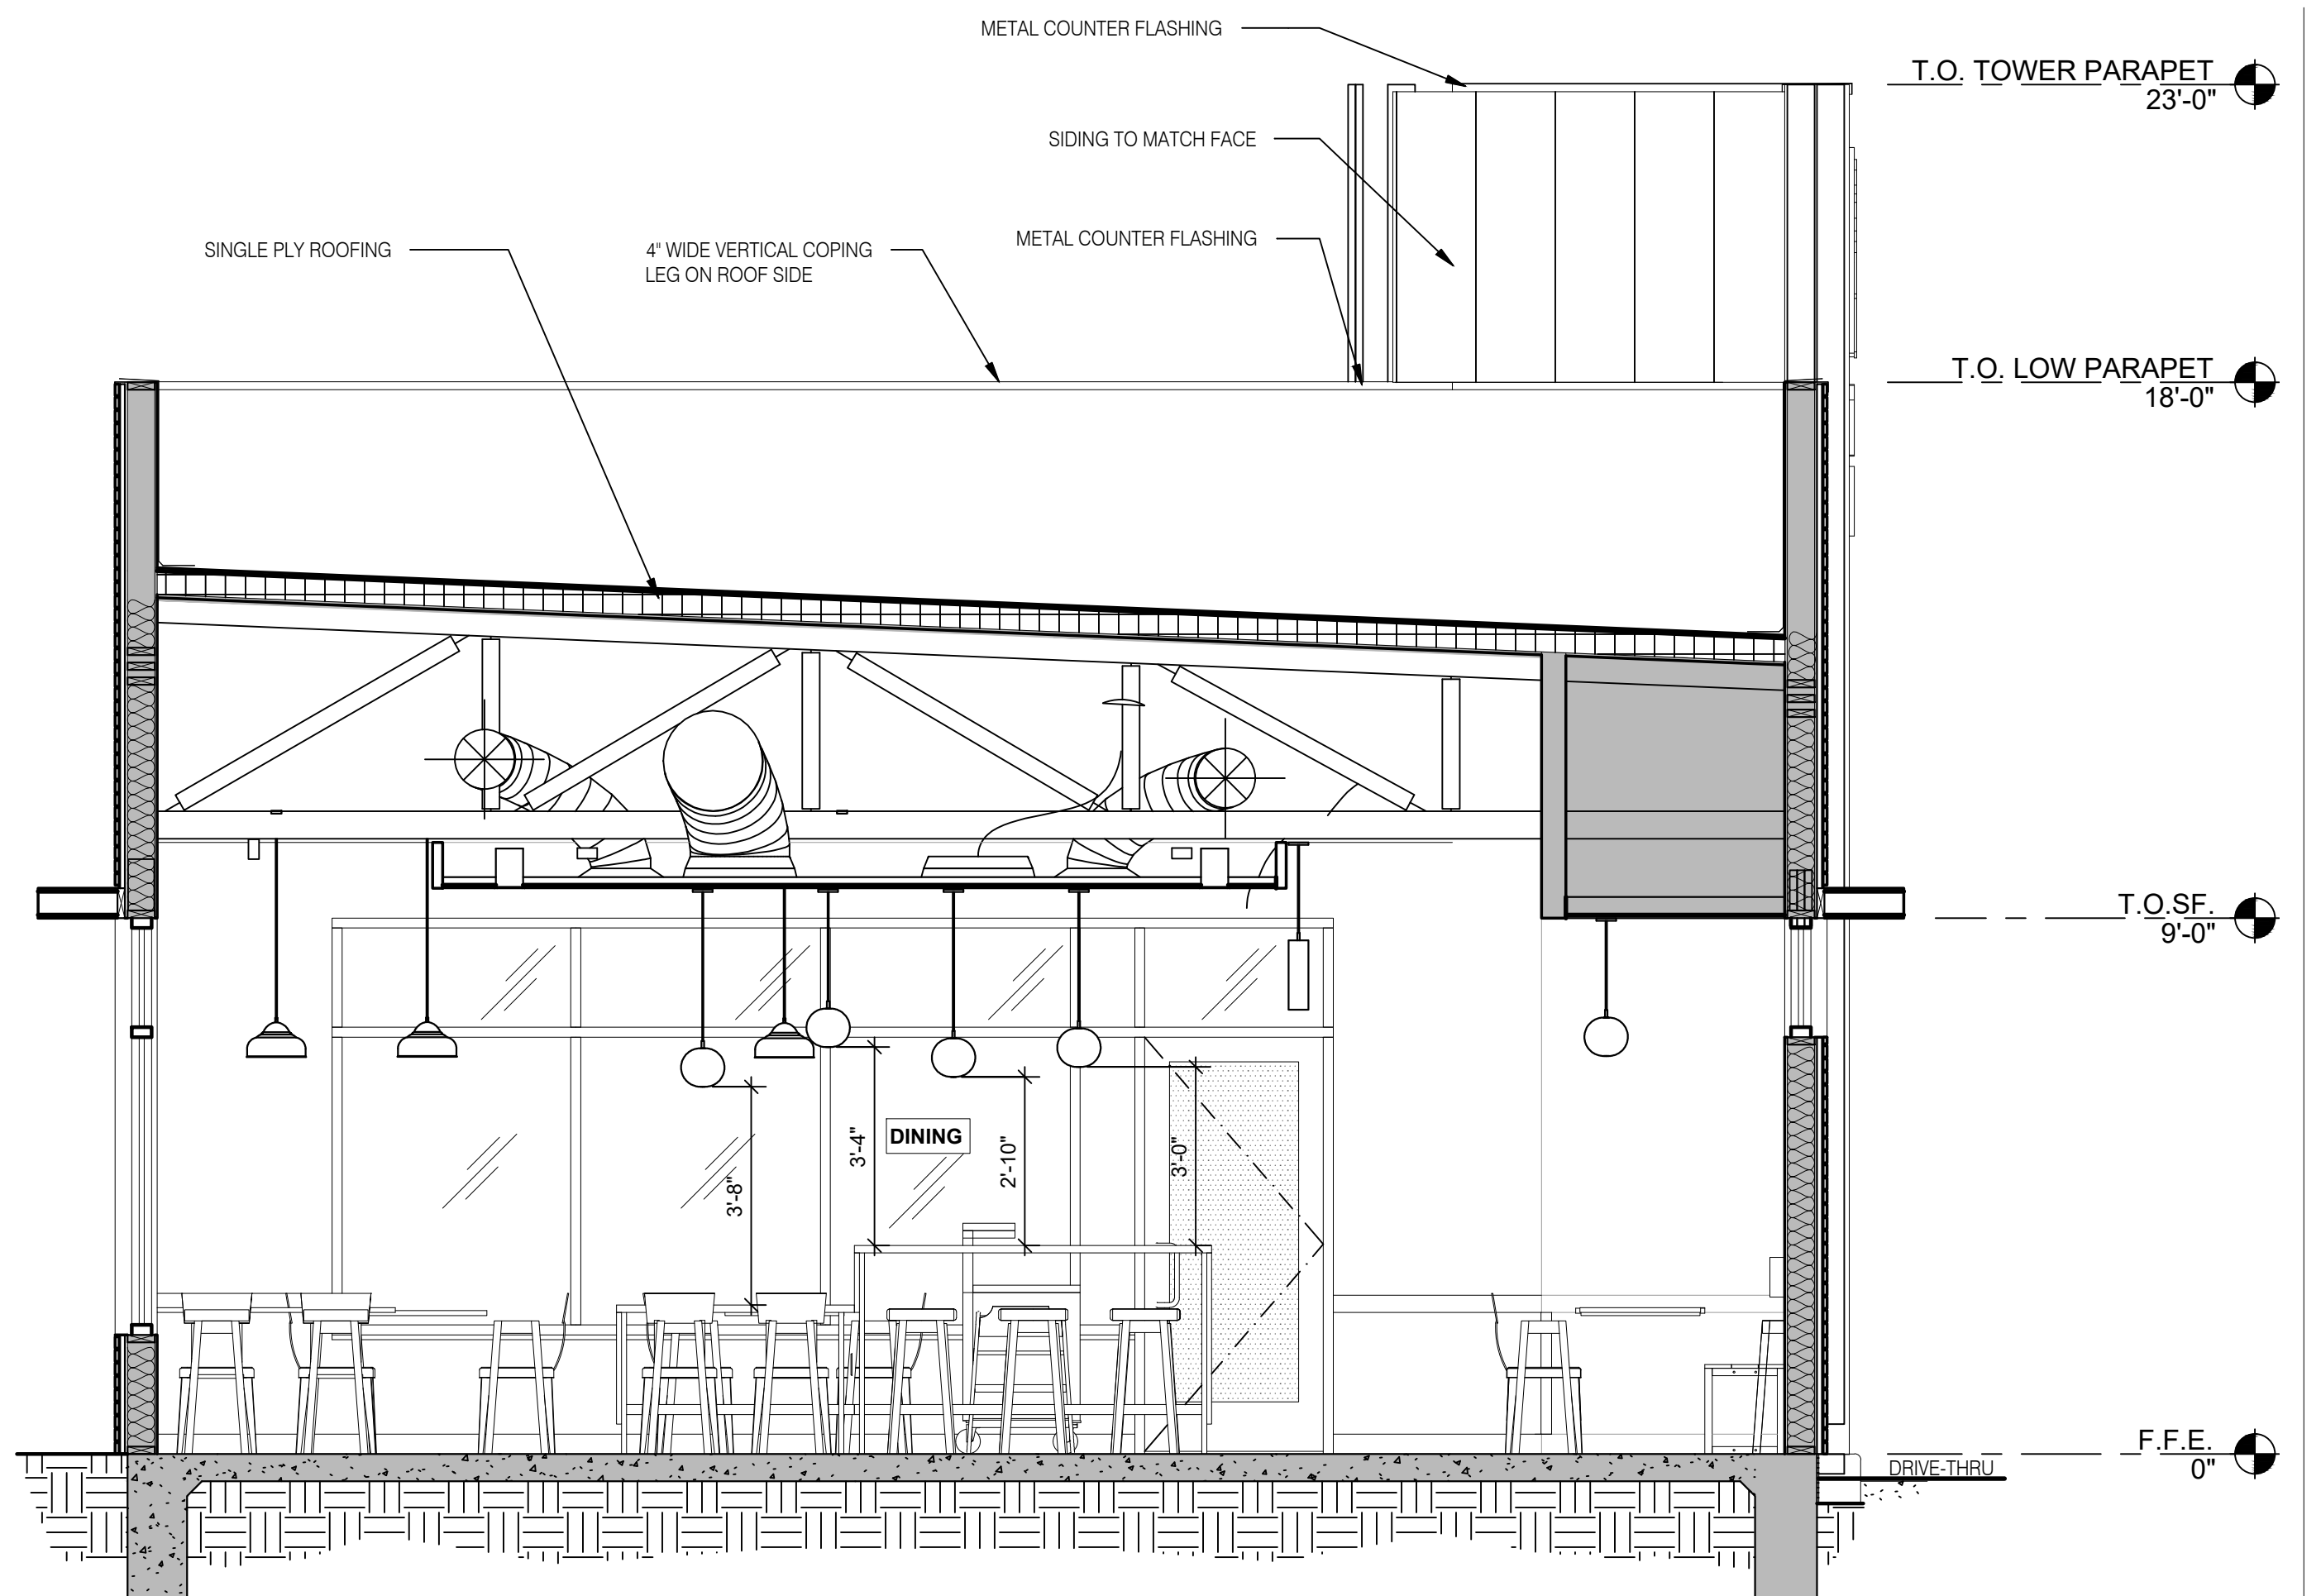 METAL COUNTER FLASHING
T.O. TOWER PARAPET
23'-0"
SIDING TO MATCH FACE
METAL COUNTER FLASHING
SINGLE PLY ROOFING
4" WIDE VERTICAL COPING
LEG ON ROOF SIDE
T.O. LOW PARAPET
18'-0"
T.O.SF.
9'-0"
DINING
3'-8"
3'-4"
2'-10"
3'-0"
F.F.E.
0"
DRIVE-THRU